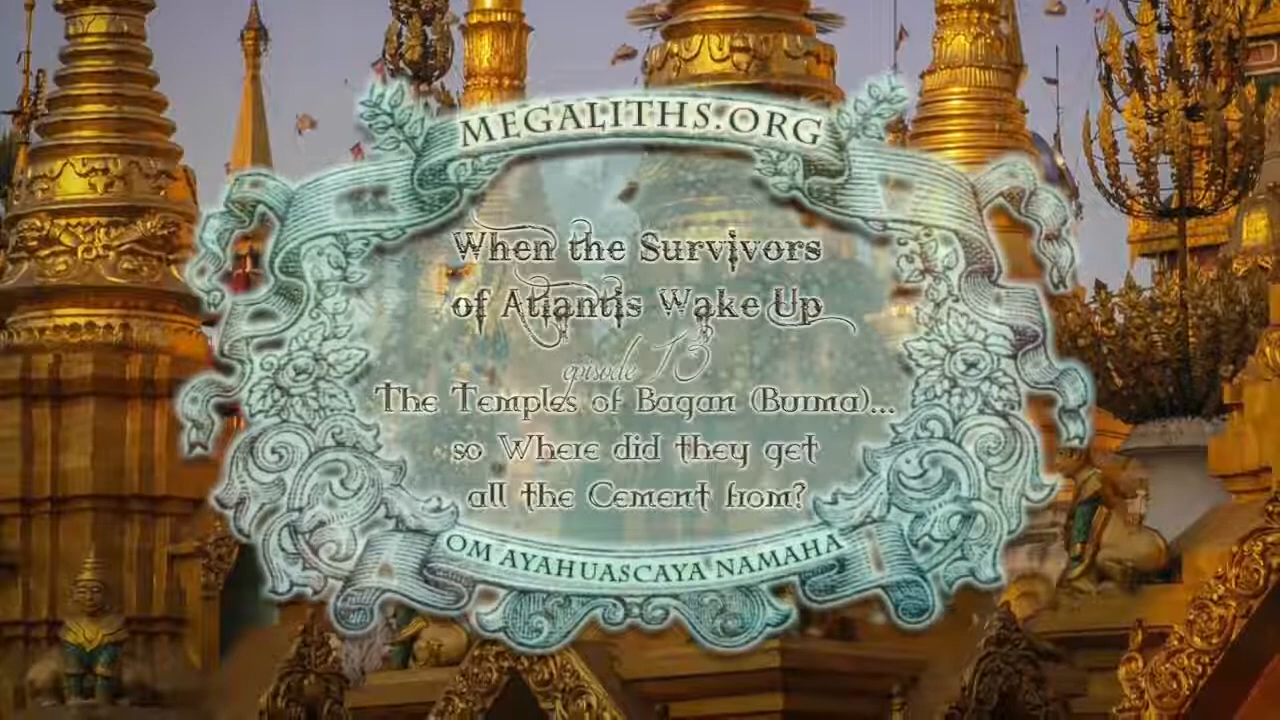 MEGALITHS.ORG
When the Survivors
of Atlantis Wake Up
episode 13
The Temples of Bagan (Burma)...
so Where did they get
all the Cement from?
OM AYAHUASCAYA NAMAHA